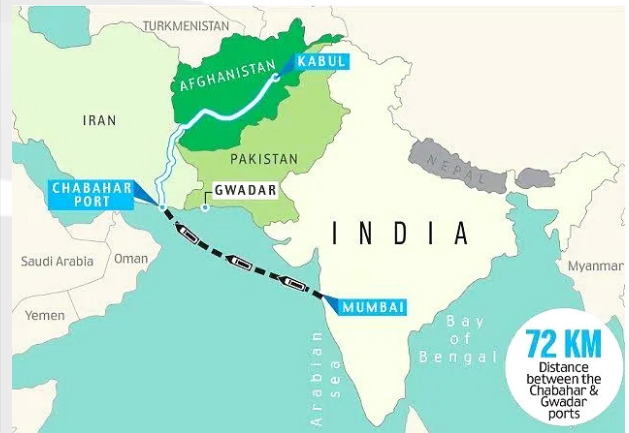 TURKMENISTAN
AFGHANISTAN
KABUL
IRAN
PAKISTAN
NEPAL
CHABAHAR
PORT
GWADAR
INDIA
Saudi Arabia
Oman
Myanmar
MUMBAI
Yemen
Arabian
sea
Bay
of
Bengal
72 KM
Distance
between the
Chabahar &
Gwadar
ports